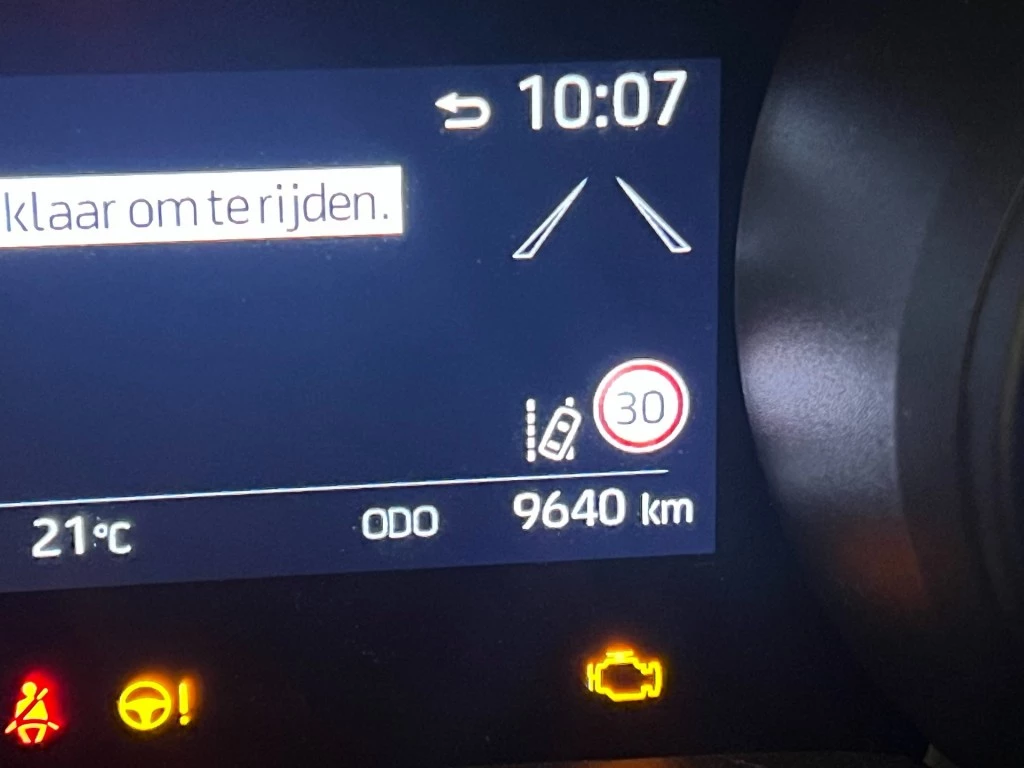 10:07
klaar om te rijden.
30
21°C ODO 9640 km
!